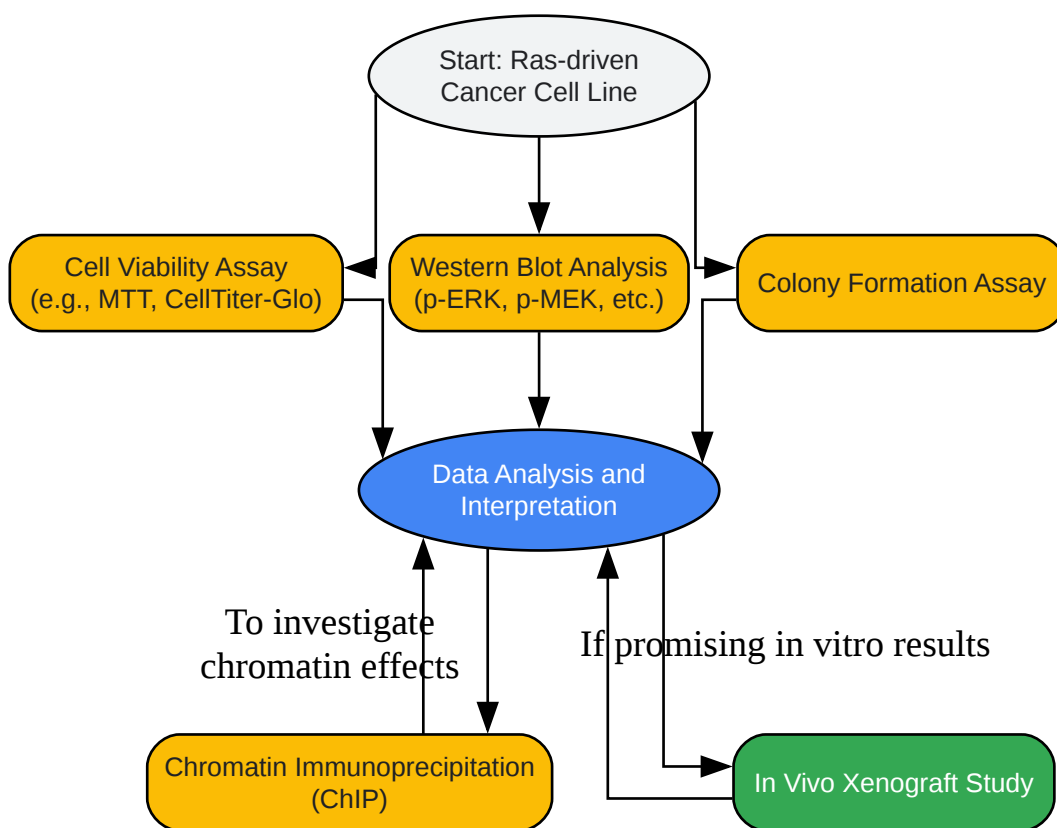 Start: Ras-driven
Cancer Cell Line
Cell Viability Assay
(e.g., MTT, CellTiter-Glo)
Western Blot Analysis
(p-ERK, p-MEK, etc.)
Colony Formation Assay
Data Analysis and
Interpretation
To investigate
chromatin effects
If promising in vitro results
Chromatin Immunoprecipitation
(ChIP)
In Vivo Xenograft Study